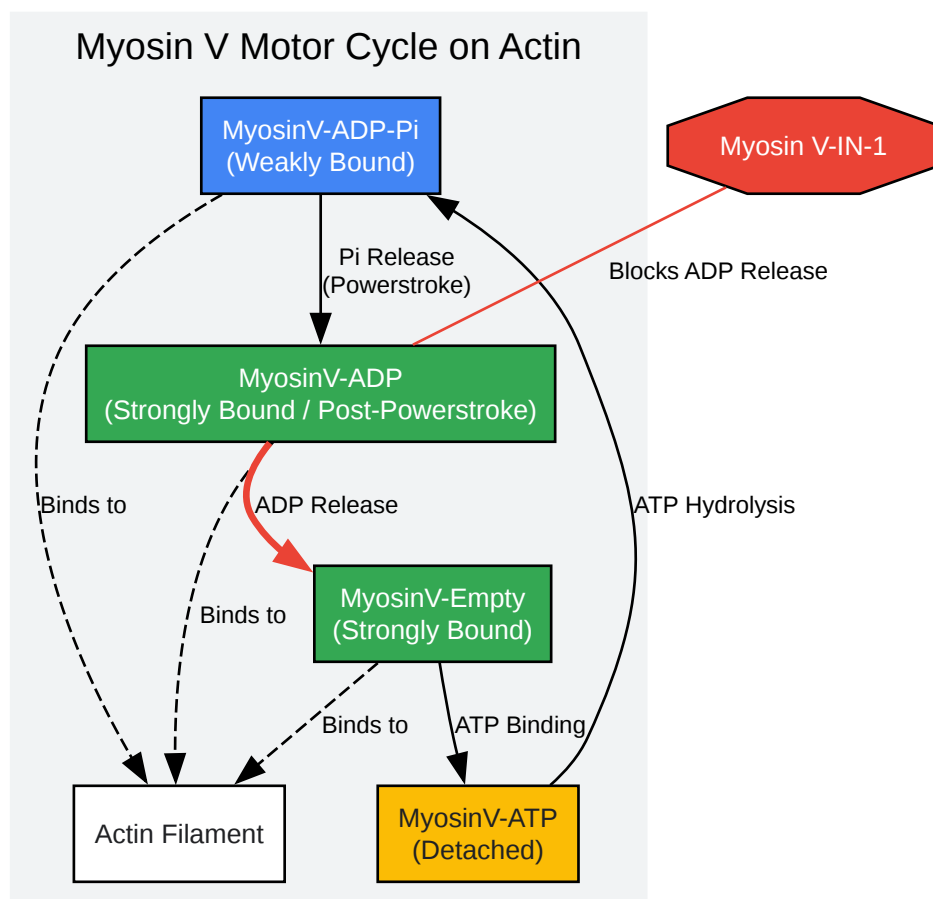 Myosin V Motor Cycle on Actin
MyosinV-ADP-Pi
(Weakly Bound)
Myosin V-IN-1
Pi Release
(Powerstroke)
Blocks ADP Release
MyosinV-ADP
(Strongly Bound / Post-Powerstroke)
Binds to
ADP Release
ATP Hydrolysis
MyosinV-Empty
(Strongly Bound)
Binds to
Binds to
ATP Binding
Actin Filament
MyosinV-ATP
(Detached)